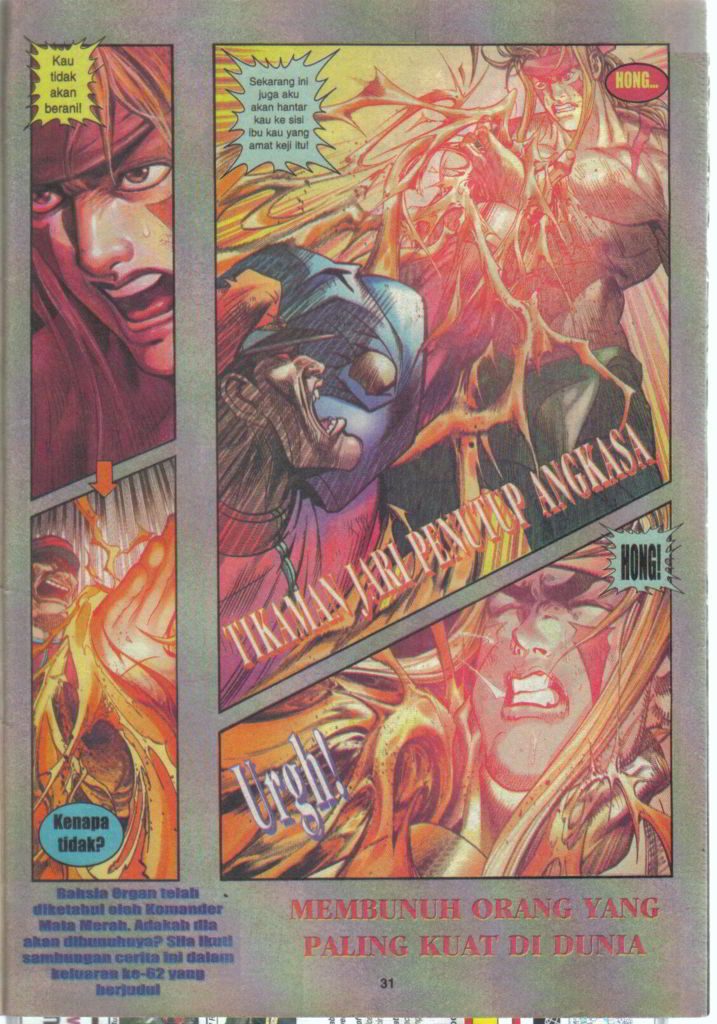 Kau
tidak
akan
berani!
Sekarang ini
juga aku
akan hantar
kau ke sisi
ibu kau yang
amat keji itu!
HONG...
TIKAMAN JARI PENUTUP ANGKASA
HONG!
Urgh!
Kenapa
tidak?
Rahsia Organ telah
diketahui oleh Komander
Mata Merah. Adakah dia
akan dibunuhnya? Sila ikuti
sambungan cerita ini dalam
keluaran ke-62 yang
berjudul
MEMBUNUH ORANG YANG
PALING KUAT DI DUNIA
31